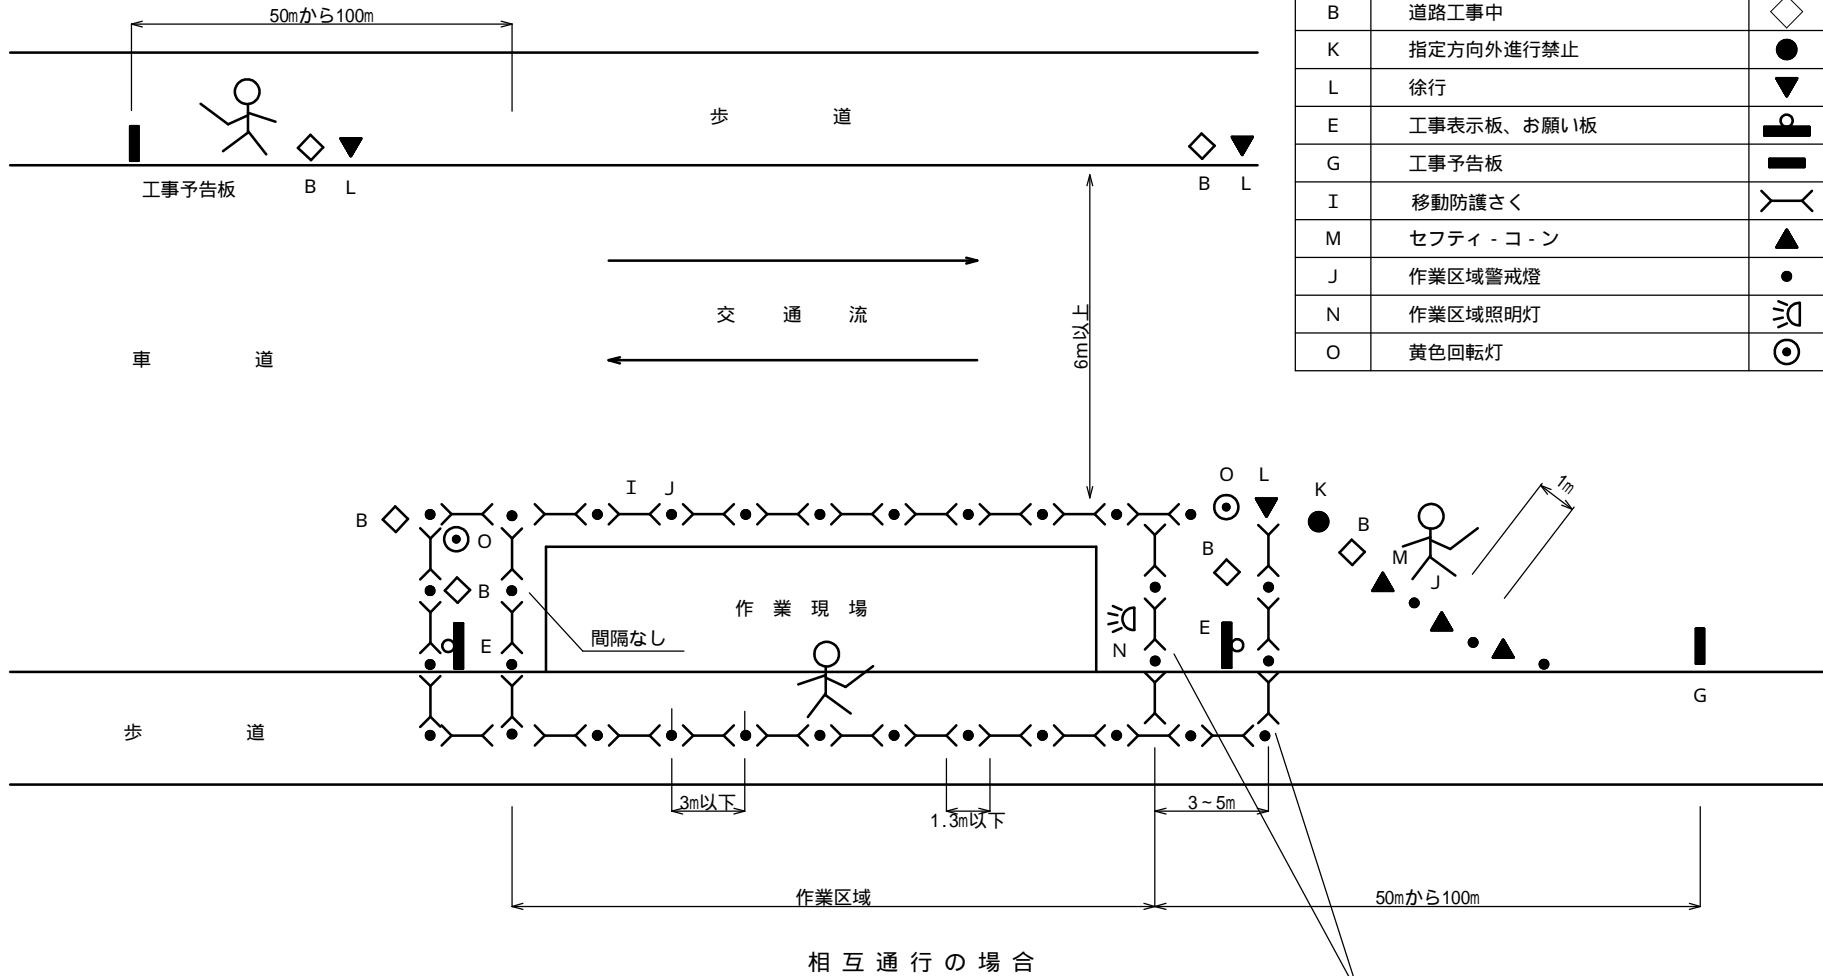 50mから100m
B 道路工事中
K 指定方向外進行禁止
L 徐行
E 工事表示板、お願い板
G 工事予告板
I 移動防護さく
M セフティ-コ-ン
J 作業区域警戒燈
N 作業区域照明灯
O 黄色回転灯
歩 道
工事予告板 B L
B L
交 通 流
6m以上
車 道
I J
O L
K
1m
B
O
B
B
M
J
作 業 現 場
B
間隔なし
E
E
N
G
歩 道
3m以下
1.3m以下
3~5m
作業区域
50mから100m
相互通行の場合